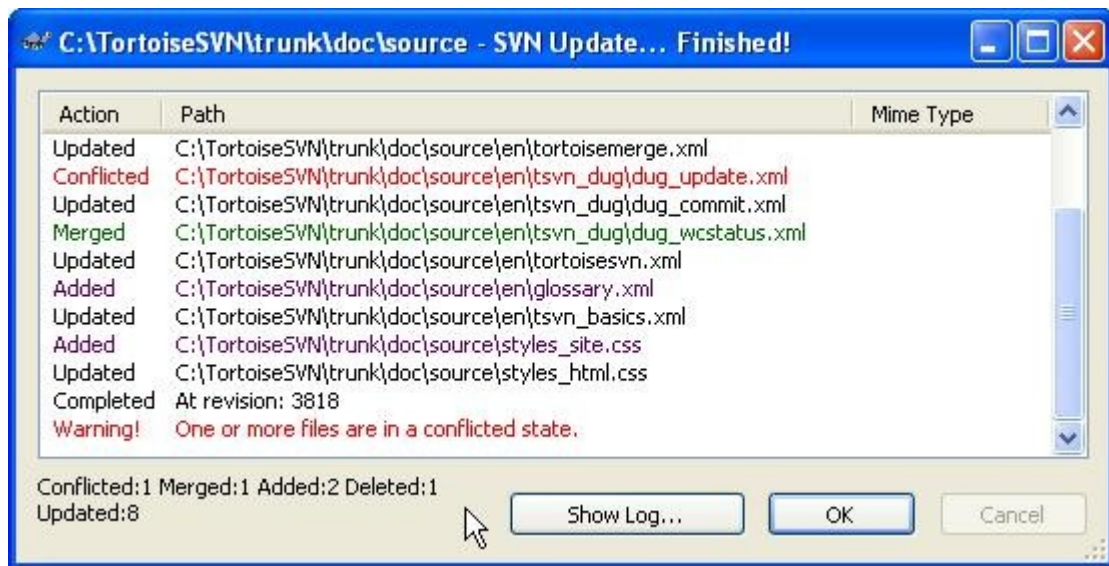 C:\TortoiseSVN\trunk\doc\source - SVN Update... Finished!
Action Path Mime Type
Updated C:\TortoiseSVN\trunk\doc\source\en\tortoisemerge.xml
Conflicted C:\TortoiseSVN\trunk\doc\source\en\tsvn_dug\dug_update.xml
Updated C:\TortoiseSVN\trunk\doc\source\en\tsvn_dug\dug_commit.xml
Merged C:\TortoiseSVN\trunk\doc\source\en\tsvn_dug\dug_wcstatus.xml
Updated C:\TortoiseSVN\trunk\doc\source\en\tortoisesvn.xml
Added C:\TortoiseSVN\trunk\doc\source\en\glossary.xml
Updated C:\TortoiseSVN\trunk\doc\source\en\tsvn_basics.xml
Added C:\TortoiseSVN\trunk\doc\source\styles_site.css
Updated C:\TortoiseSVN\trunk\doc\source\styles_html.css
Completed At revision: 3818
Warning! One or more files are in a conflicted state.
Conflicted:1 Merged:1 Added:2 Deleted:1
Updated:8
Show Log... OK Cancel